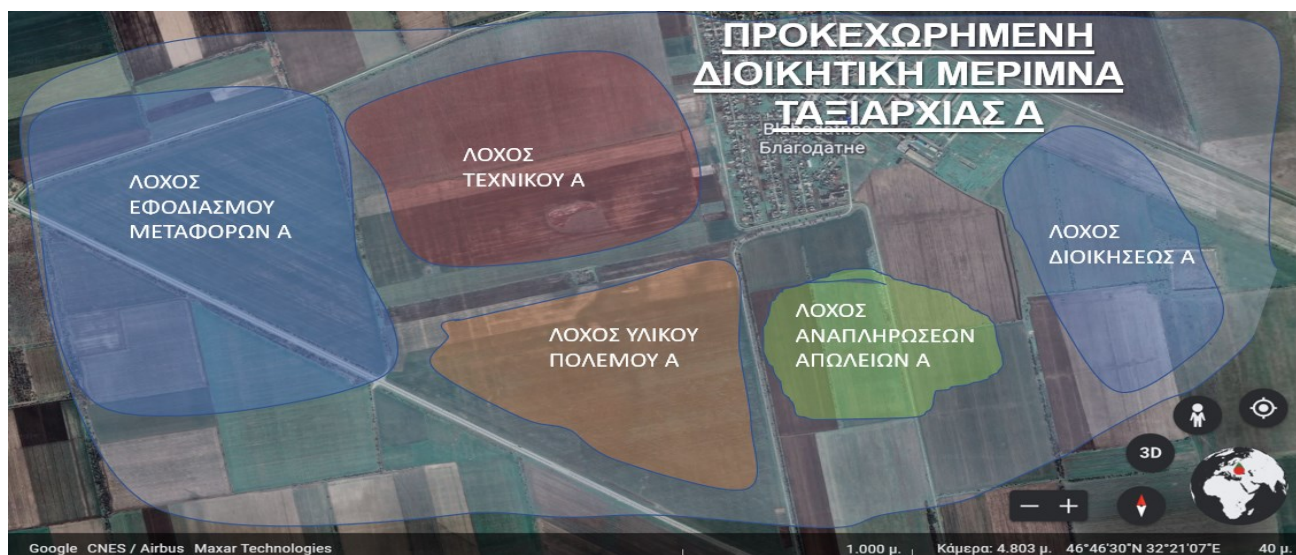 ΠΡΟΚΕΧΩΡΗΜΕΝΗ
ΔΙΟΙΚΗΤΙΚΗ ΜΕΡΙΜΝΑ
ΤΑΞΙΑΡΧΙΑΣ Α
Blahodatne
Благодатне
ΛΟΧΟΣ
ΕΦΟΔΙΑΣΜΟΥ
ΜΕΤΑΦΟΡΩΝ Α
ΛΟΧΟΣ
ΤΕΧΝΙΚΟΥ Α
ΛΟΧΟΣ ΥΛΙΚΟΥ
ΠΟΛΕΜΟΥ Α
ΛΟΧΟΣ
ΑΝΑΠΛΗΡΩΣΕΩΝ
ΑΠΩΛΕΙΩΝ Α
ΛΟΧΟΣ
ΔΙΟΙΚΗΣΕΩΣ Α
3D
Google CNES / Airbus Maxar Technologies
1.000 μ. Κάμερα: 4.803 μ. 46°46'30"N 32°21'07"E 40 μ.